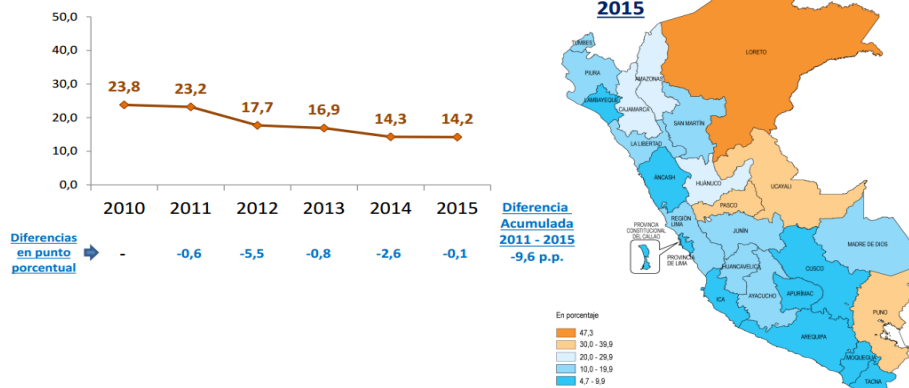 50,0
40,0
30,0
20,0
10,0
0,0
23,8
23,2
17,7
16,9
14,3
14,2
2010 2011 2012 2013 2014 2015
Diferencias
en punto
porcentual
- -0,6 -5,5 -0,8 -2,6 -0,1
Diferencia
Acumulada
2011 - 2015
-9,6 p.p.
2015
TUMBES
LORETO
PIURA
AMAZONAS
LAMBAYEQUE
CAJAMARCA
SAN MARTÍN
LA LIBERTAD
ÁNCASH
HUÁNUCO
UCAYALI
PASCO
REGIÓN
LIMA
PROVINCIA
CONSTITUCIONAL
DEL CALLAO
JUNÍN
MADRE DE DIOS
PROVINCIA
DE LIMA
HUANCAVELICA
CUSCO
ICA
AYACUCHO
APURÍMAC
PUNO
AREQUIPA
MOQUEGUA
TACNA
En porcentaje
47,3
30,0 - 39,9
20,0 - 29,9
10,0 - 19,9
4,7 - 9,9